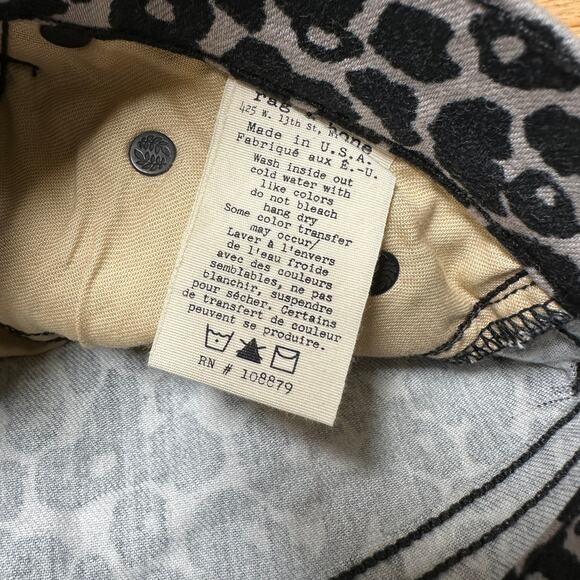 rag & bone
425 W. 13th St,
Made in U.S.A.
Fabriqué aux É.-U.
Wash inside out
cold water with
like colors
do not bleach
hang dry
Some color transfer
may occur/
Laver à l'envers
de l'eau froide
avec des couleurs
semblables, ne pas
blanchir, suspendre
pour sécher. Certains
de transfert de couleur
peuvent se produire.
RN # 108879